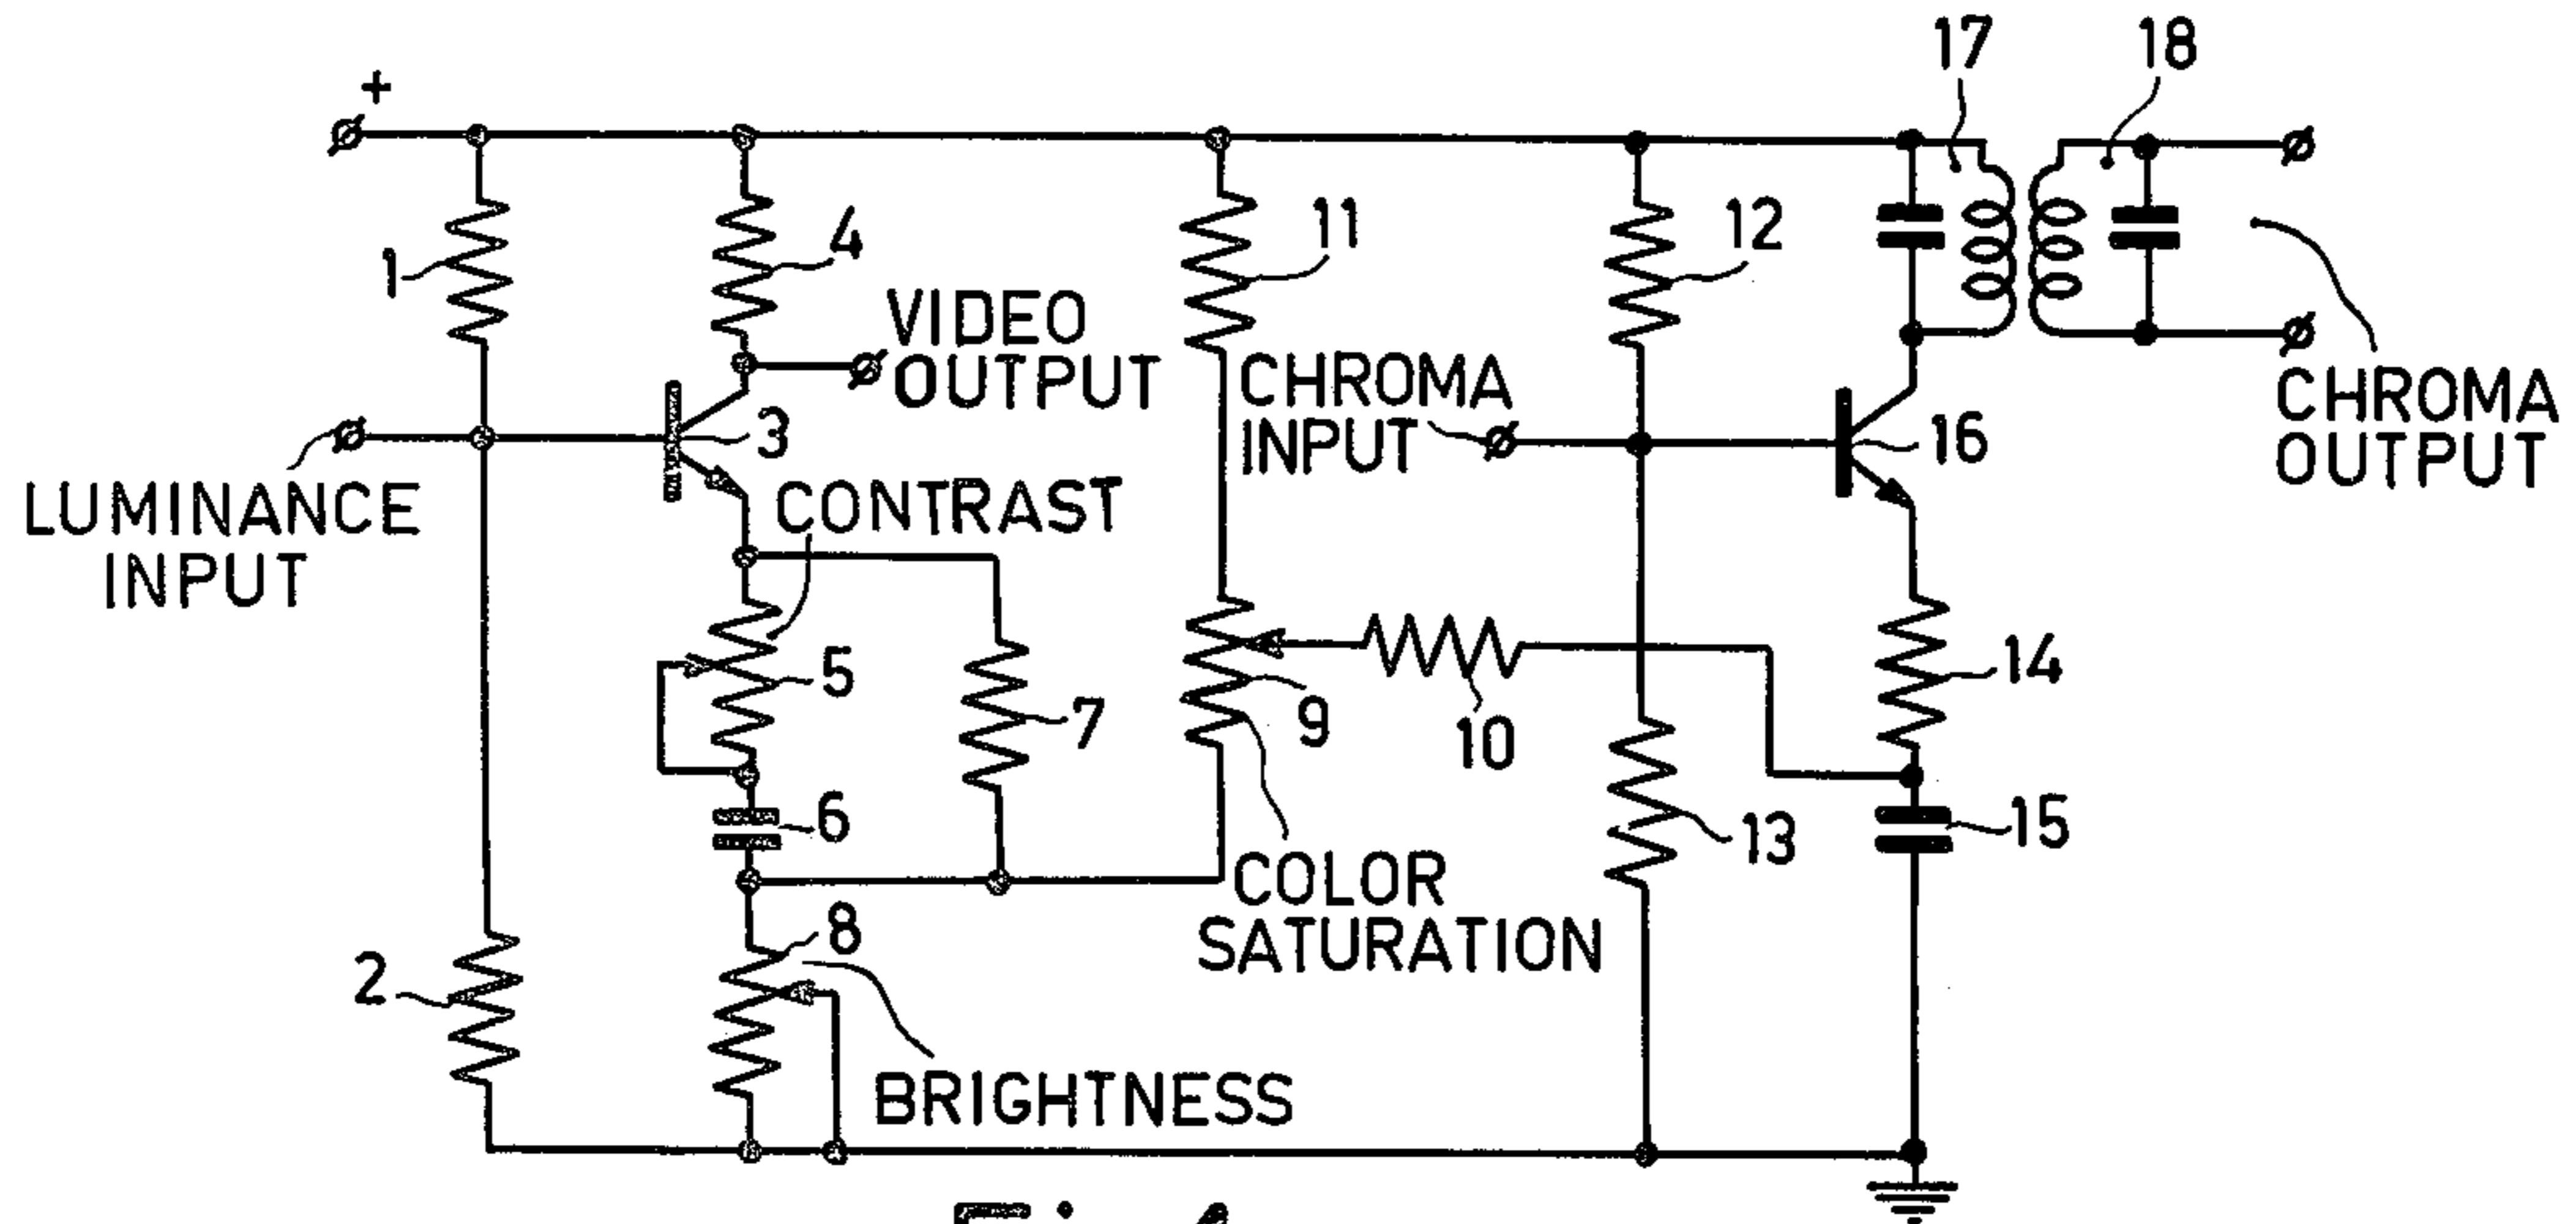 17
18
+
1
4
11
12
VIDEO
OUTPUT
CHROMA
INPUT
3
16
CHROMA
OUTPUT
LUMINANCE
INPUT
CONTRAST
5
7
9
10
14
6
13
15
COLOR
SATURATION
8
2
BRIGHTNESS